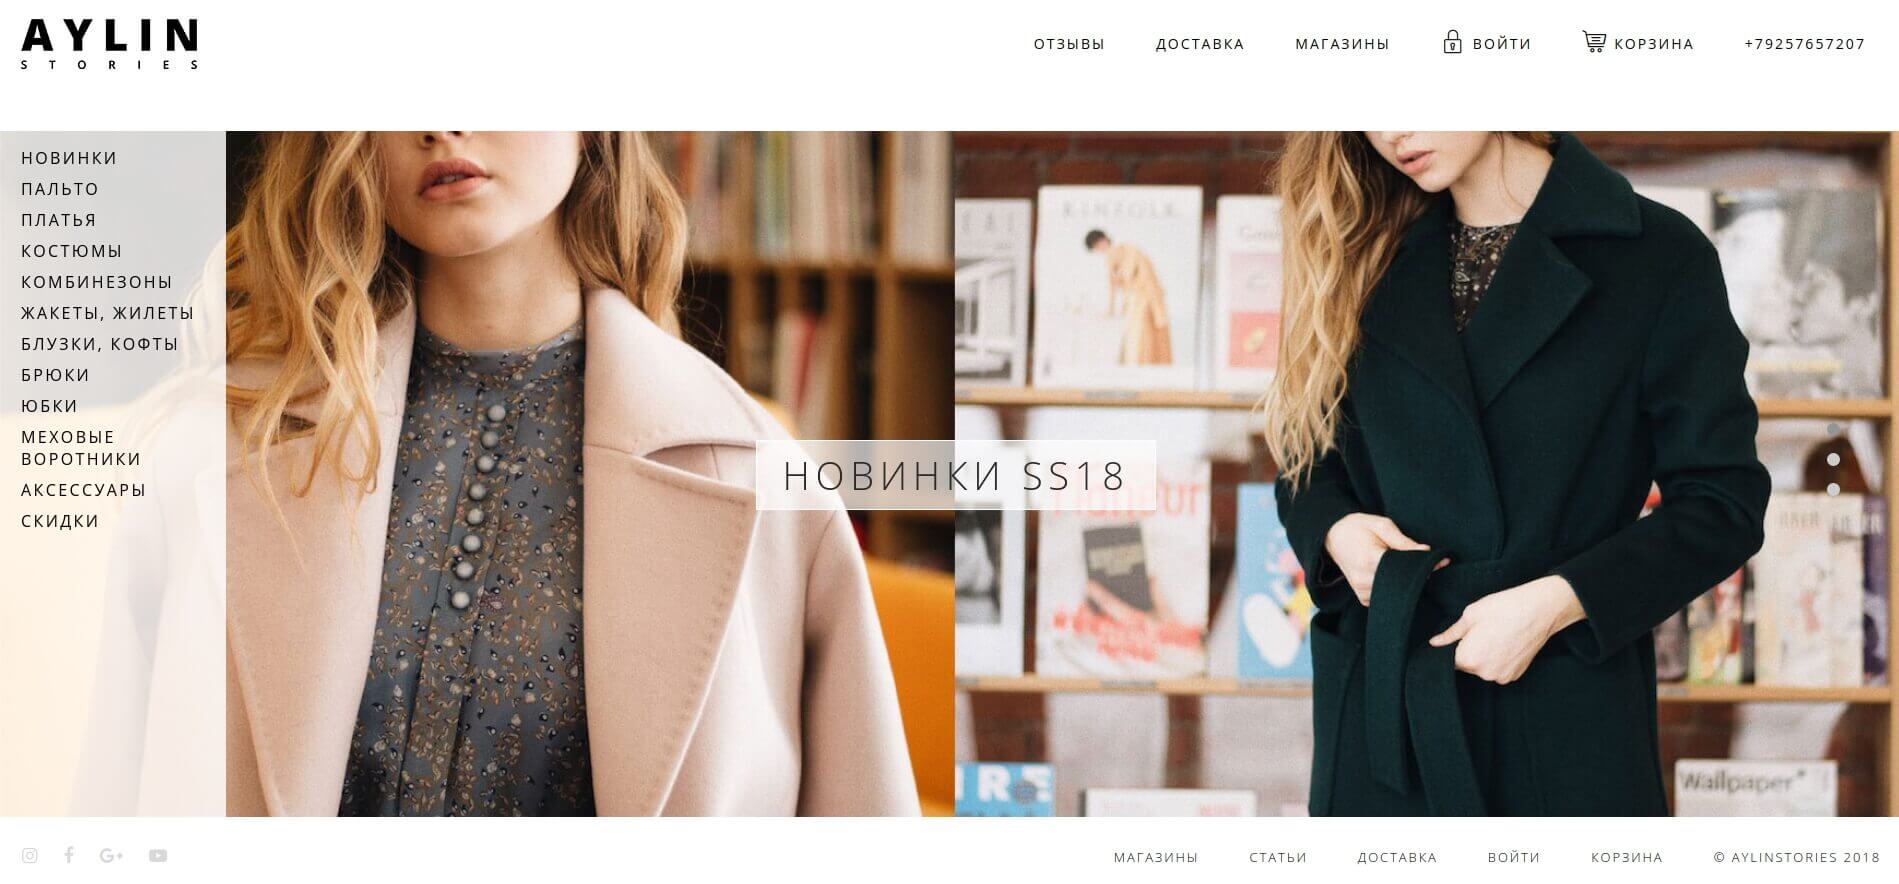 AYLIN
STORIES
ОТЗЫВЫ
ДОСТАВКА
МАГАЗИНЫ
ВОЙТИ
КОРЗИНА
+79257657207
НОВИНКИ
ПАЛЬТО
ПЛАТЬЯ
КОСТЮМЫ
КОМБИНЕЗОНЫ
ЖАКЕТЫ, ЖИЛЕТЫ
БЛУЗКИ, КОФТЫ
БРЮКИ
ЮБКИ
МЕХОВЫЕ
ВОРОТНИКИ
АКСЕССУАРЫ
СКИДКИ
KINFOLK
НОВИНКИ SS18
Wallpaper*
МАГАЗИНЫ
СТАТЬИ
ДОСТАВКА
ВОЙТИ
КОРЗИНА
© AYLINSTORIES 2018